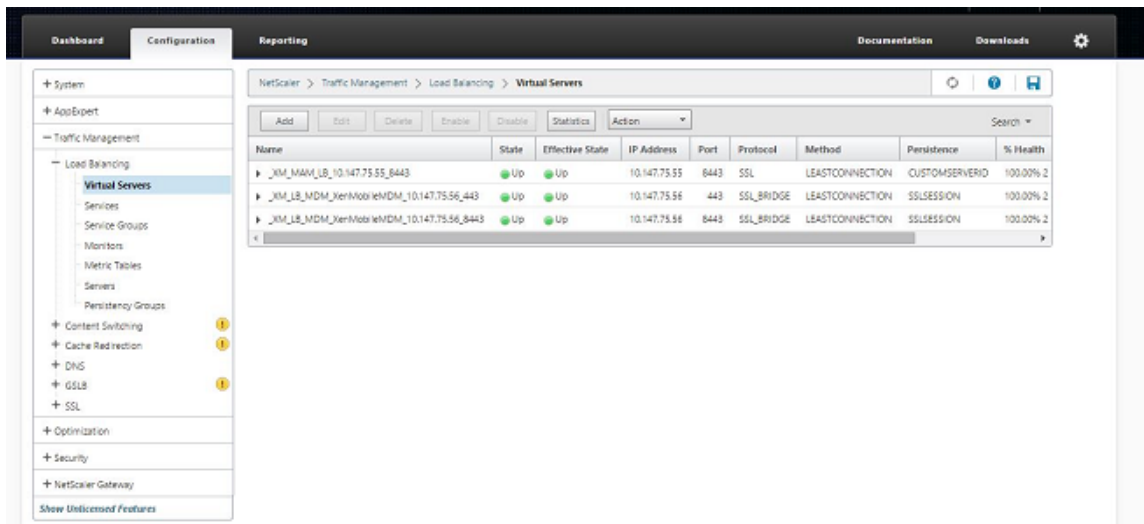 Dashboard Configuration Reporting Documentation Downloads
+ System
+ AppExpert
— Traffic Management
— Load Balancing
Virtual Servers
Services
Service Groups
Monitors
Metric Tables
Servers
Persistency Groups
+ Content Switching
+ Cache Redirection
+ DNS
+ GSLB
+ SSL
+ Optimization
+ Security
+ NetScaler Gateway
Show Unlicensed Features
NetScaler > Traffic Management > Load Balancing > Virtual Servers
Add Edit Delete Enable Disable Statistics Action Search
Name State Effective State IP Address Port Protocol Method Persistence % Health
_XM_MAM_LB_10.147.75.55_8443 Up Up 10.147.75.55 8443 SSL LEASTCONNECTION CUSTOMSERVERID 100.00% 2
_XM_LB_MDM_XenMobileMDM_10.147.75.56_443 Up Up 10.147.75.56 443 SSL_BRIDGE LEASTCONNECTION SSLSESSION 100.00% 2
_XM_LB_MDM_XenMobileMDM_10.147.75.56_8443 Up Up 10.147.75.56 8443 SSL_BRIDGE LEASTCONNECTION SSLSESSION 100.00% 2